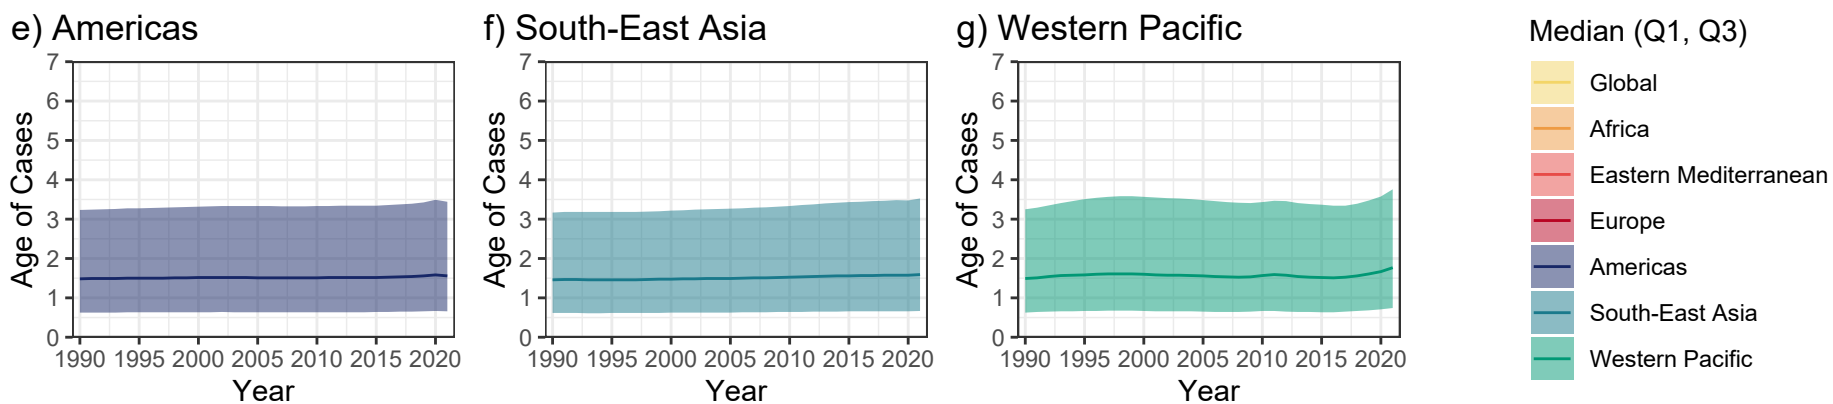 e) Americas
7
6
5
4
3
2
1
0
Age of Cases
1990 1995 2000 2005 2010 2015 2020
Year
f) South-East Asia
7
6
5
4
3
2
1
0
Age of Cases
1990 1995 2000 2005 2010 2015 2020
Year
g) Western Pacific
7
6
5
4
3
2
1
0
Age of Cases
1990 1995 2000 2005 2010 2015 2020
Year
Median (Q1, Q3)
Global
Africa
Eastern Mediterranean
Europe
Americas
South-East Asia
Western Pacific